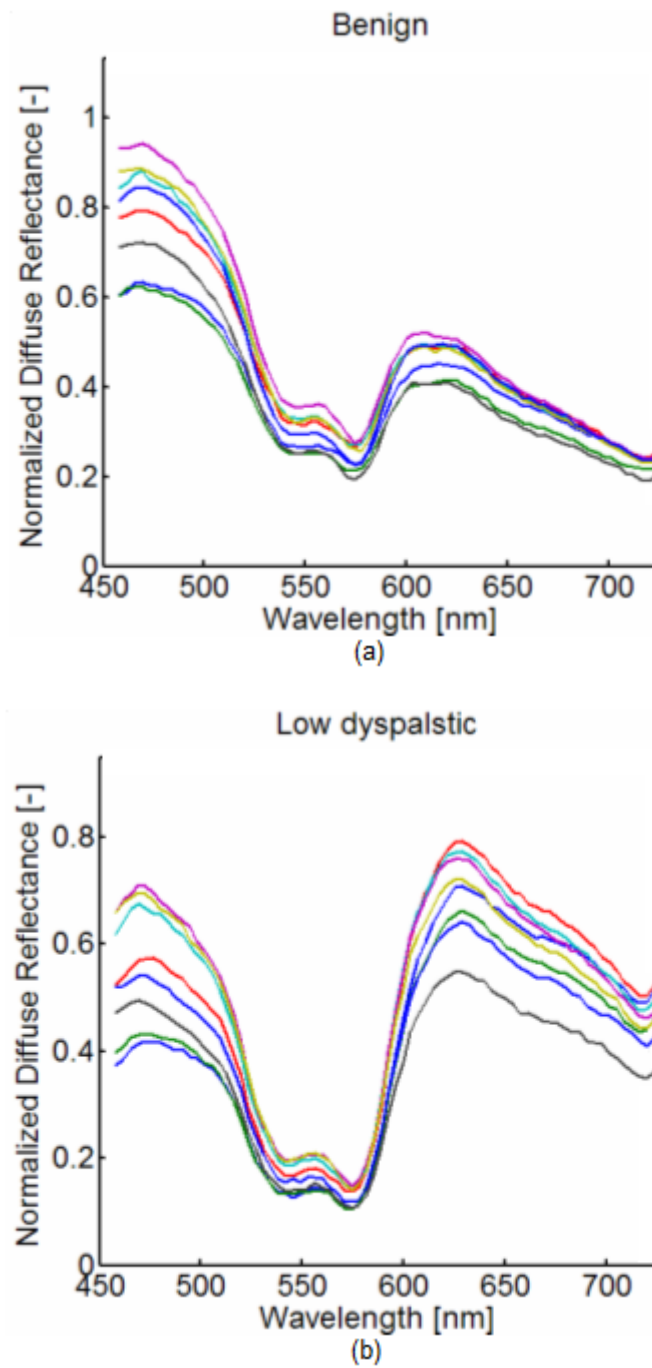 Benign
Normalized Diffuse Reflectance [-]
1
0.8
0.6
0.4
0.2
0
450 500 550 600 650 700
Wavelength [nm]
(a)
Low dyspalstic
Normalized Diffuse Reflectance [-]
0.8
0.6
0.4
0.2
0
450 500 550 600 650 700
Wavelength [nm]
(b)